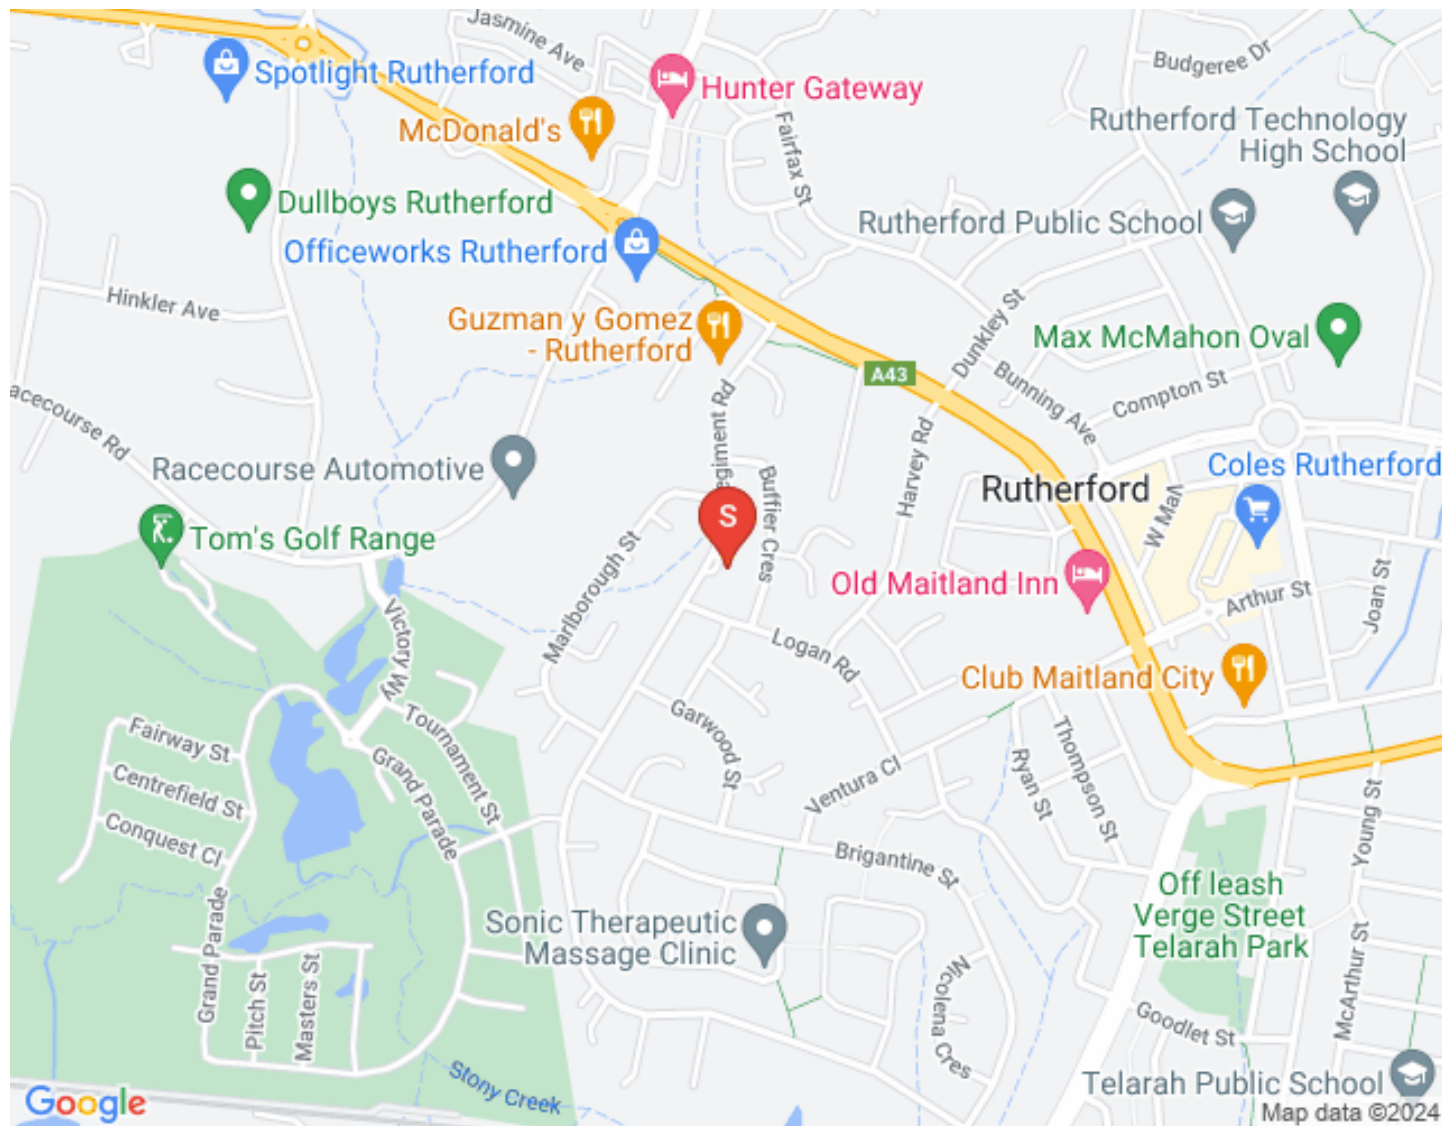 Jasmine Ave
Budgeree Dr
Spotlight Rutherford
Hunter Gateway
McDonald's
Fairfax St
Rutherford Technology
High School
Dullboys Rutherford
Rutherford Public School
Officeworks Rutherford
Hinkler Ave
Guzman y Gomez
- Rutherford
Dunkley St
Max McMahon Oval
A43
Bunning Ave
Compton St
acecourse Rd
egiment Rd
Harvey Rd
Racecourse Automotive
Buffier Cres
Rutherford
Coles Rutherford
W Mall
S
Tom's Golf Range
Marlborough St
Old Maitland Inn
Arthur St
Joan St
Victory Wy
Logan Rd
Club Maitland City
Fairway St
Garwood St
Tournament St
Grand Parade
Centrefield St
Ventura Cl
Ryan St
Thompson St
Conquest Cl
Young St
Brigantine St
Off leash
Verge Street
Telarah Park
Sonic Therapeutic
Massage Clinic
Grand Parade
Pitch St
Masters St
Nicolena Cres
McArthur St
Goodlet St
Stony Creek
Telarah Public School
Google
Map data ©2024